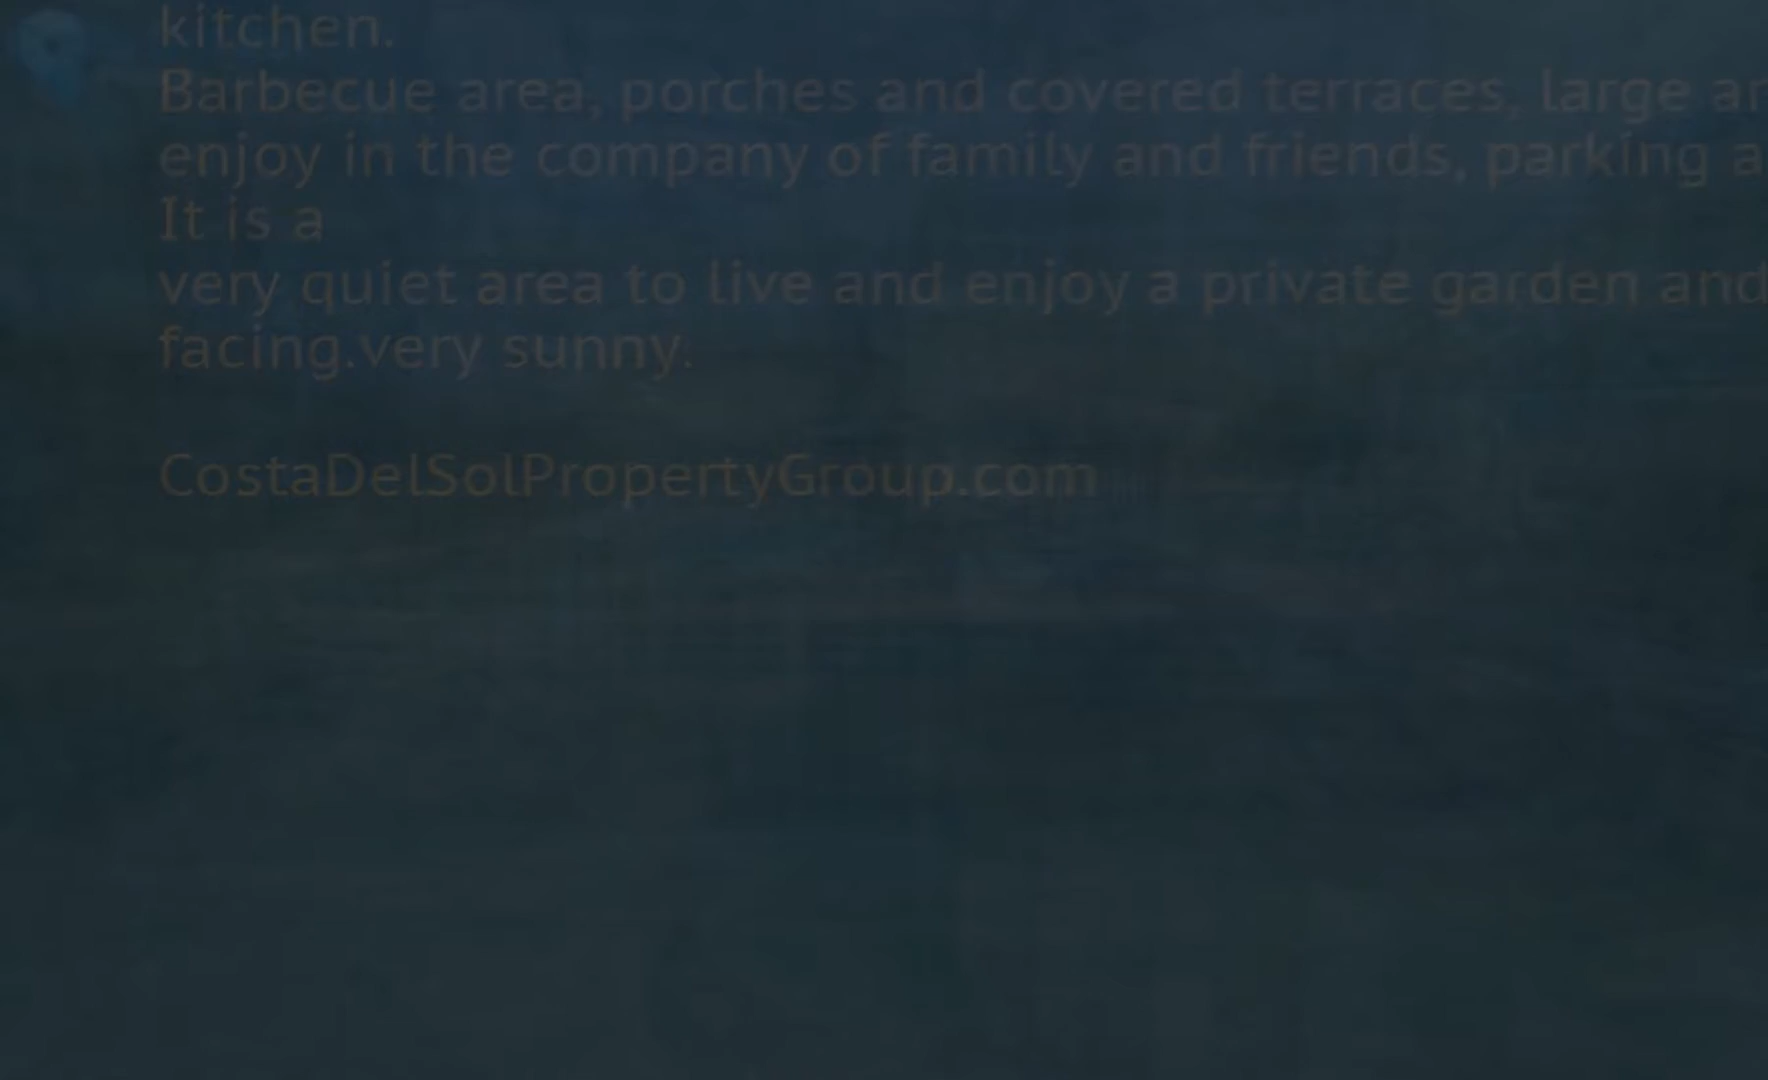 kitchen.
Barbecue area, porches and covered terraces, large
enjoy in the company of family and friends, parking
It is a
very quiet area to live and enjoy a private garden and
facing.very sunny.
CostaDelSolPropertyGroup.com